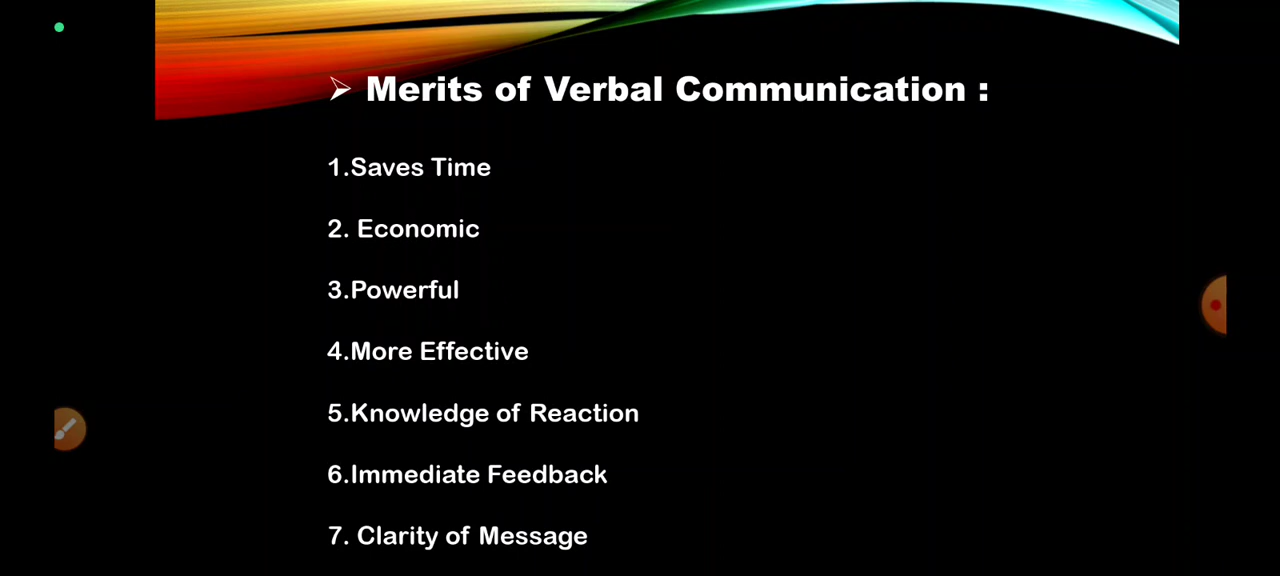 ➢ Merits of Verbal Communication :
1.Saves Time
2. Economic
3.Powerful
4.More Effective
5.Knowledge of Reaction
6.Immediate Feedback
7. Clarity of Message